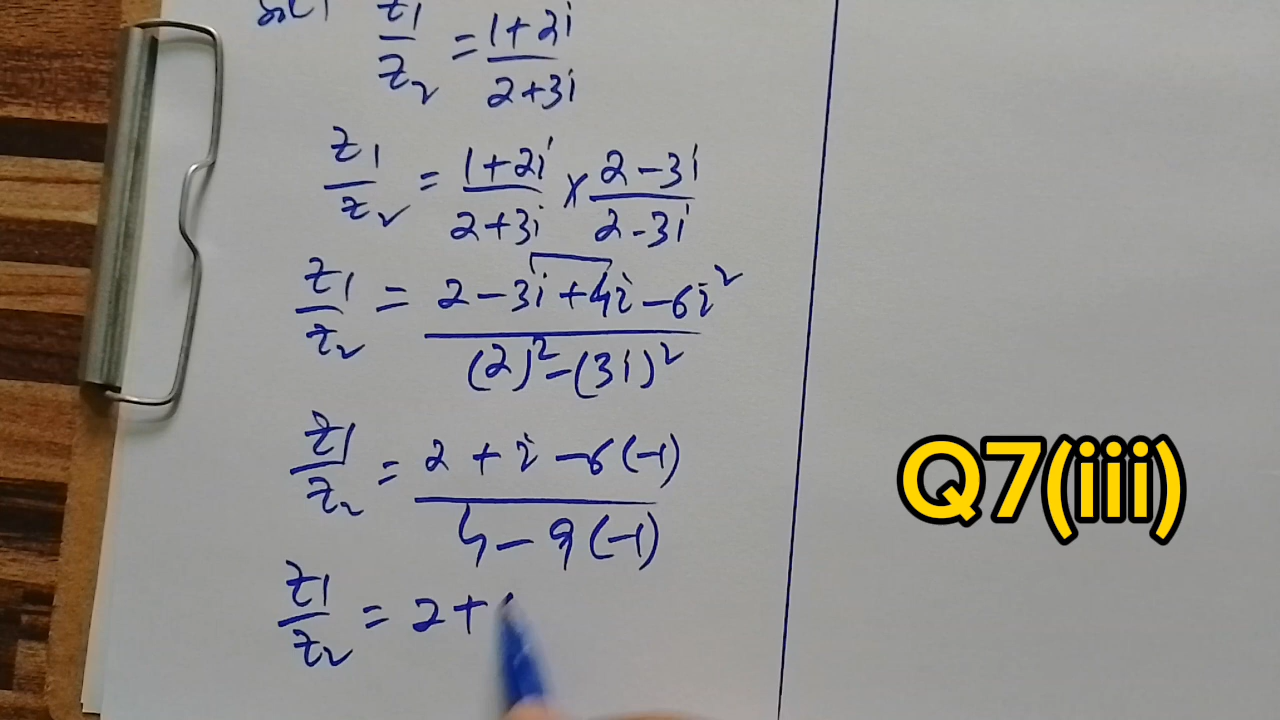 Sol:
z1/z2 = 1+2i/2+3i
z1/z2 = 1+2i/2+3i × 2-3i/2-3i
z1/z2 = 2-3i+4i-6i²/(2)²-(3i)²
z1/z2 = 2+i-6(-1)/4-9(-1)
z1/z2 = 2+
Q7(iii)